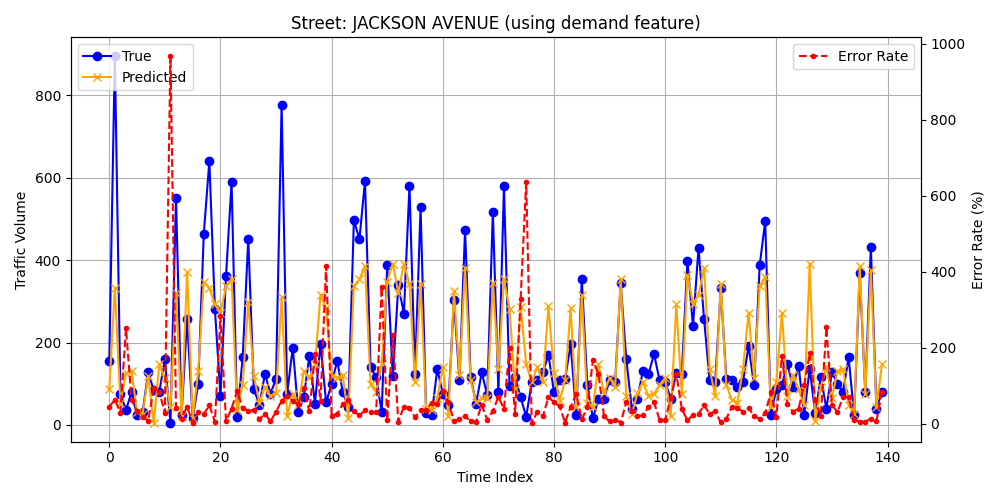 Street: JACKSON AVENUE (using demand feature)
True
Predicted
Error Rate
Traffic Volume
0
200
400
600
800
Error Rate (%)
0
200
400
600
800
1000
0
20
40
60
80
100
120
140
Time Index